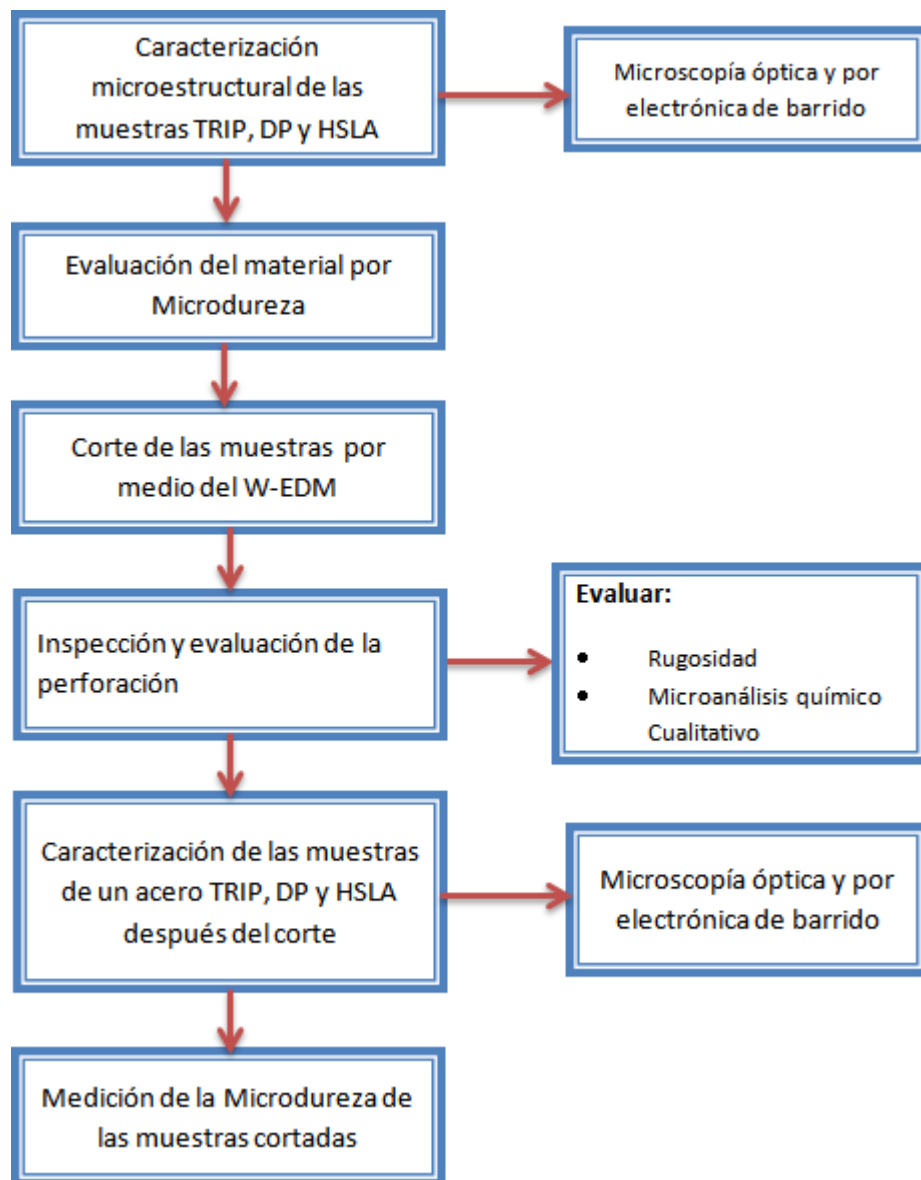 Caracterización
microestructural de las
muestras TRIP, DP y HSLA
Microscopía óptica y por
electrónica de barrido
Evaluación del material por
Microdureza
Corte de las muestras por
medio del W-EDM
Inspección y evaluación de la
perforación
Evaluar:
• Rugosidad
• Microanálisis químico
Cualitativo
Caracterización de las muestras
de un acero TRIP, DP y HSLA
después del corte
Microscopía óptica y por
electrónica de barrido
Medición de la Microdureza de
las muestras cortadas